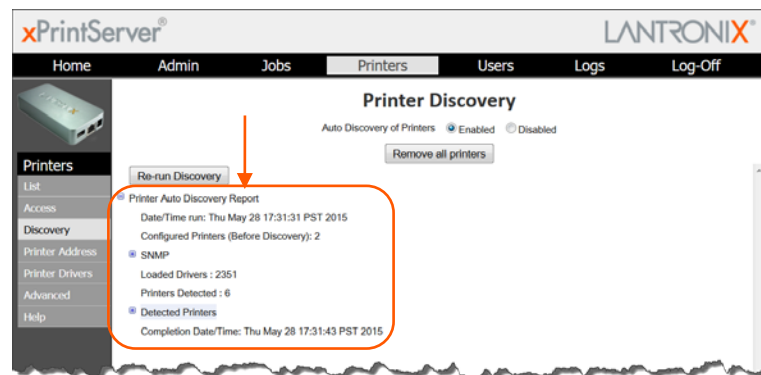 xPrintServer®
LANTRONIX®
Home Admin Jobs Printers Users Logs Log-Off
Printer Discovery
Auto Discovery of Printers Enabled Disabled
Remove all printers
Printers
List
Access
Discovery
Printer Address
Printer Drivers
Advanced
Help
Re-run Discovery
Printer Auto Discovery Report
Date/Time run: Thu May 28 17:31:31 PST 2015
Configured Printers (Before Discovery): 2
SNMP
Loaded Drivers : 2351
Printers Detected : 6
Detected Printers
Completion Date/Time: Thu May 28 17:31:43 PST 2015